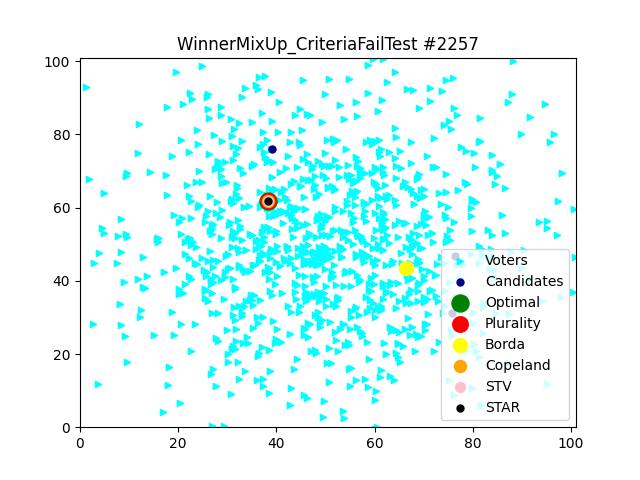 WinnerMixUp_CriteriaFailTest #2257
100
80
60
40
20
0
0
20
40
60
80
100
Voters
Candidates
Optimal
Plurality
Borda
Copeland
STV
STAR